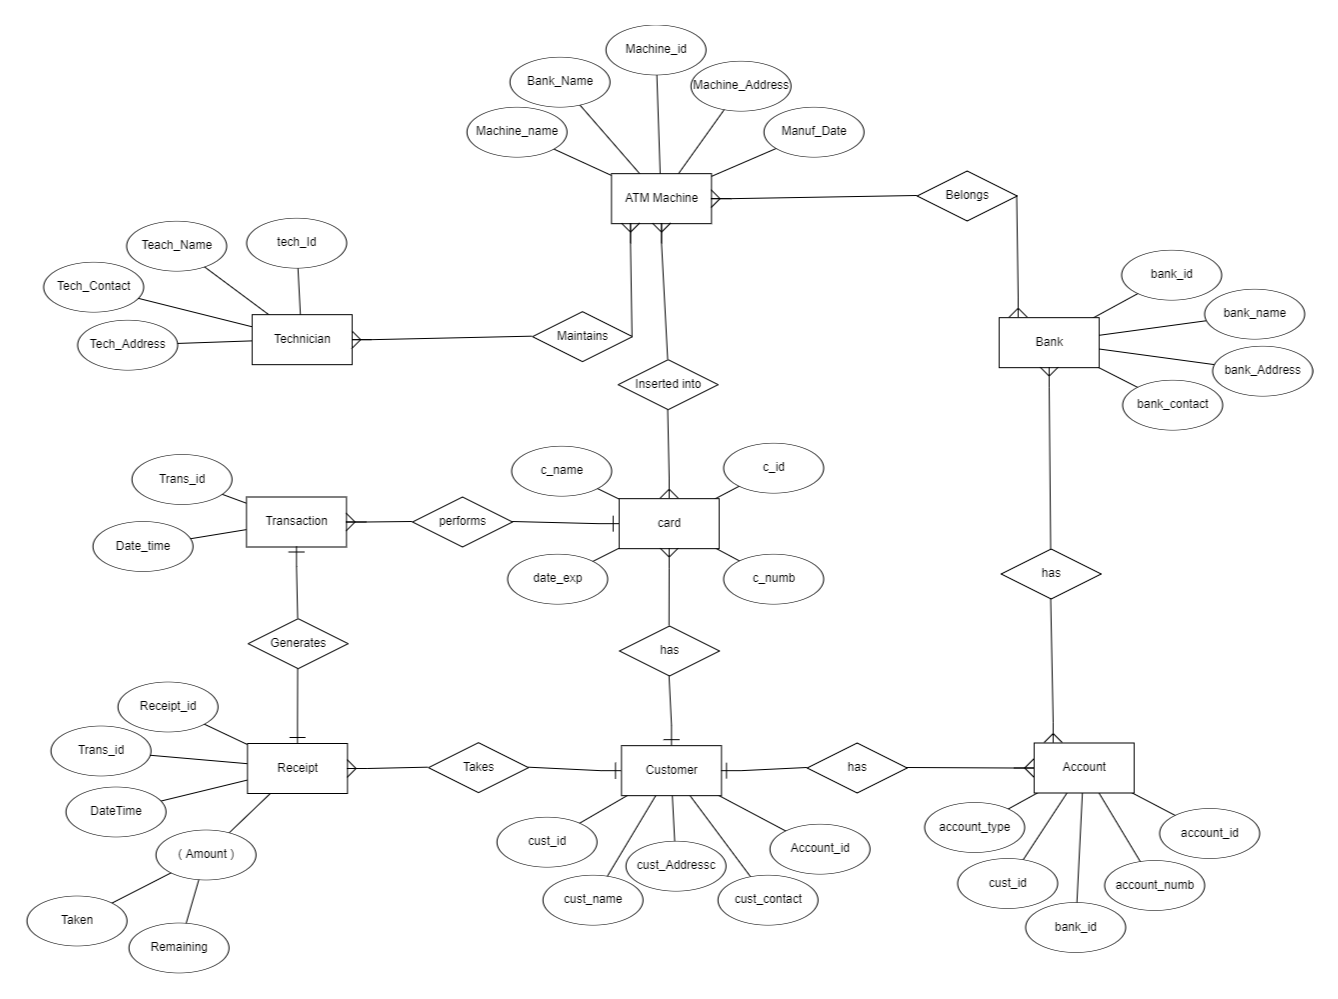 Machine_id
Bank_Name
Machine_Address
Machine_name
Manuf_Date
ATM Machine
Belongs
Teach_Name
tech_Id
Tech_Contact
Tech_Address
Technician
Maintains
bank_id
bank_name
Bank
bank_Address
bank_contact
Inserted into
c_name
c_id
Trans_id
Transaction
performs
card
Date_time
date_exp
c_numb
has
Generates
has
Receipt_id
Trans_id
Receipt
Takes
Customer
has
Account
DateTime
( Amount )
Taken
Remaining
cust_id
cust_name
cust_Addressc
cust_contact
Account_id
account_type
cust_id
bank_id
account_numb
account_id